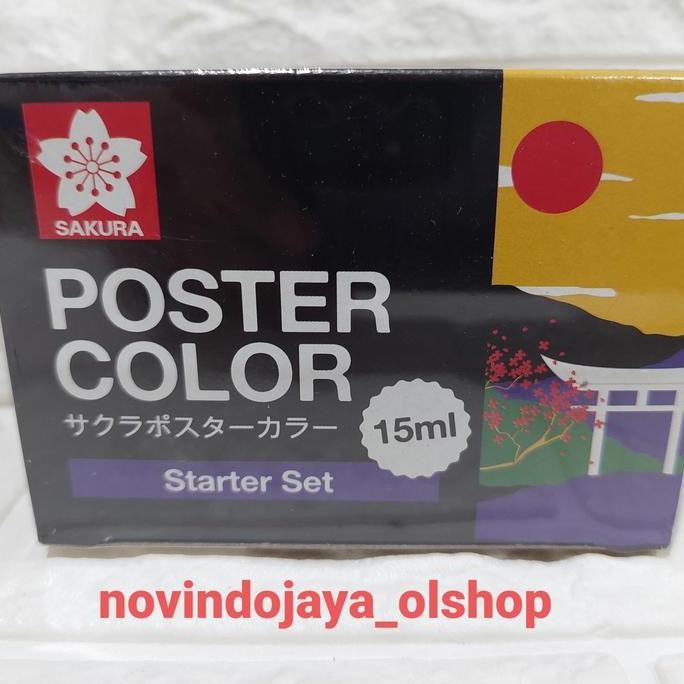 SAKURA
POSTER
COLOR
サクラポスターカラー
15ml
Starter Set
novindojaya_olshop